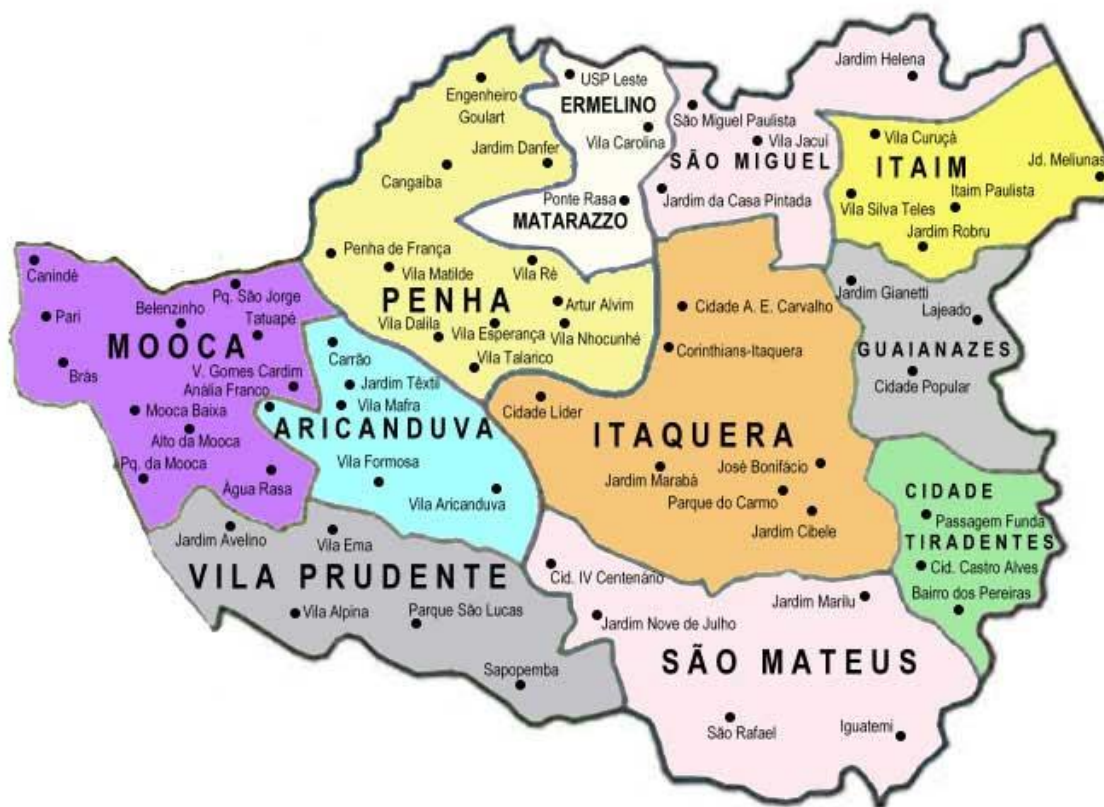 Jardim Helena
USP Leste
Engenheiro
Goulart
ERMELINO
São Miguel Paulista
Vila Carolina
Vila Jacuí
Vila Curuçá
Jardim Danfer
SÃO MIGUEL
ITAIM
Jd. Meliunas
Cangaíba
Ponte Rasa
Jardim da Casa Pintada
Itaim Paulista
Vila Silva Teles
MATARAZZO
Jardim Robru
Penha de França
Canindé
Vila Matilde
Vila Ré
Pq. São Jorge
Jardim Gianetti
PENHA
Artur Alvim
Cidade A. E. Carvalho
Belenzinho
Lajeado
Pari
Tatuapé
Vila Dalila
Vila Esperança
Vila Nhocunhé
MOOCA
Carrão
Corinthians-Itaquera
GUAIANAZES
Vila Talarico
Brás
V. Gomes Cardim
Jardim Têxtil
Cidade Popular
Anália Franco
Vila Mafra
Mooca Baixa
Cidade Líder
ARICANDUVA
ITAQUERA
Alto da Mooca
Vila Formosa
Pq. da Mooca
José Bonifácio
Jardim Marabá
Água Rasa
Vila Aricanduva
Parque do Carmo
CIDADE
Passagem Funda
Jardim Cibele
Jardim Avelino
Vila Ema
TIRADENTES
VILA PRUDENTE
Cid. IV Centenário
Cid. Castro Alves
Bairro dos Pereiras
Jardim Marilu
Vila Alpina
Parque São Lucas
Jardim Nove de Julho
SÃO MATEUS
Sapopemba
São Rafael
Iguatemi